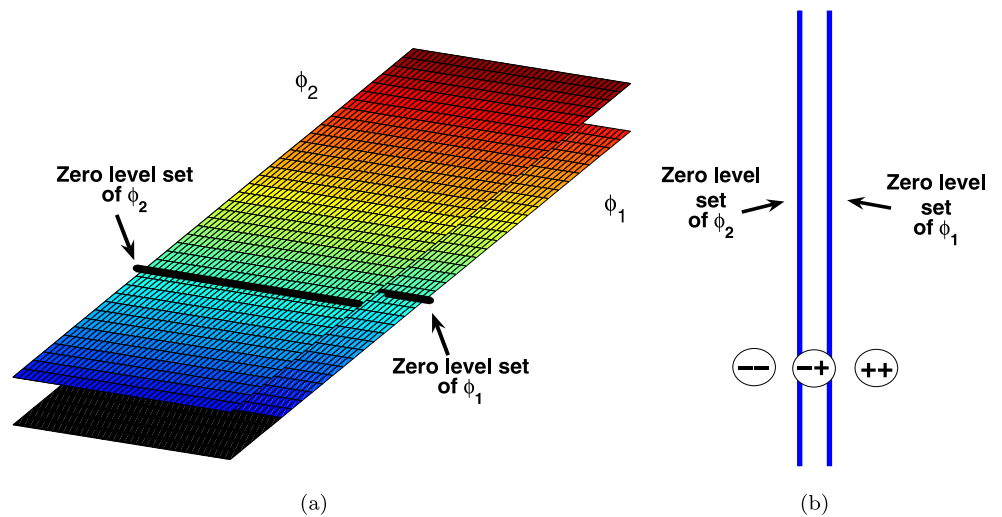 ϕ2
Zero level set
of ϕ2
ϕ1
Zero level set
of ϕ1
(a)
Zero level
set
of ϕ2
Zero level
set
of ϕ1
−− −+ ++
(b)